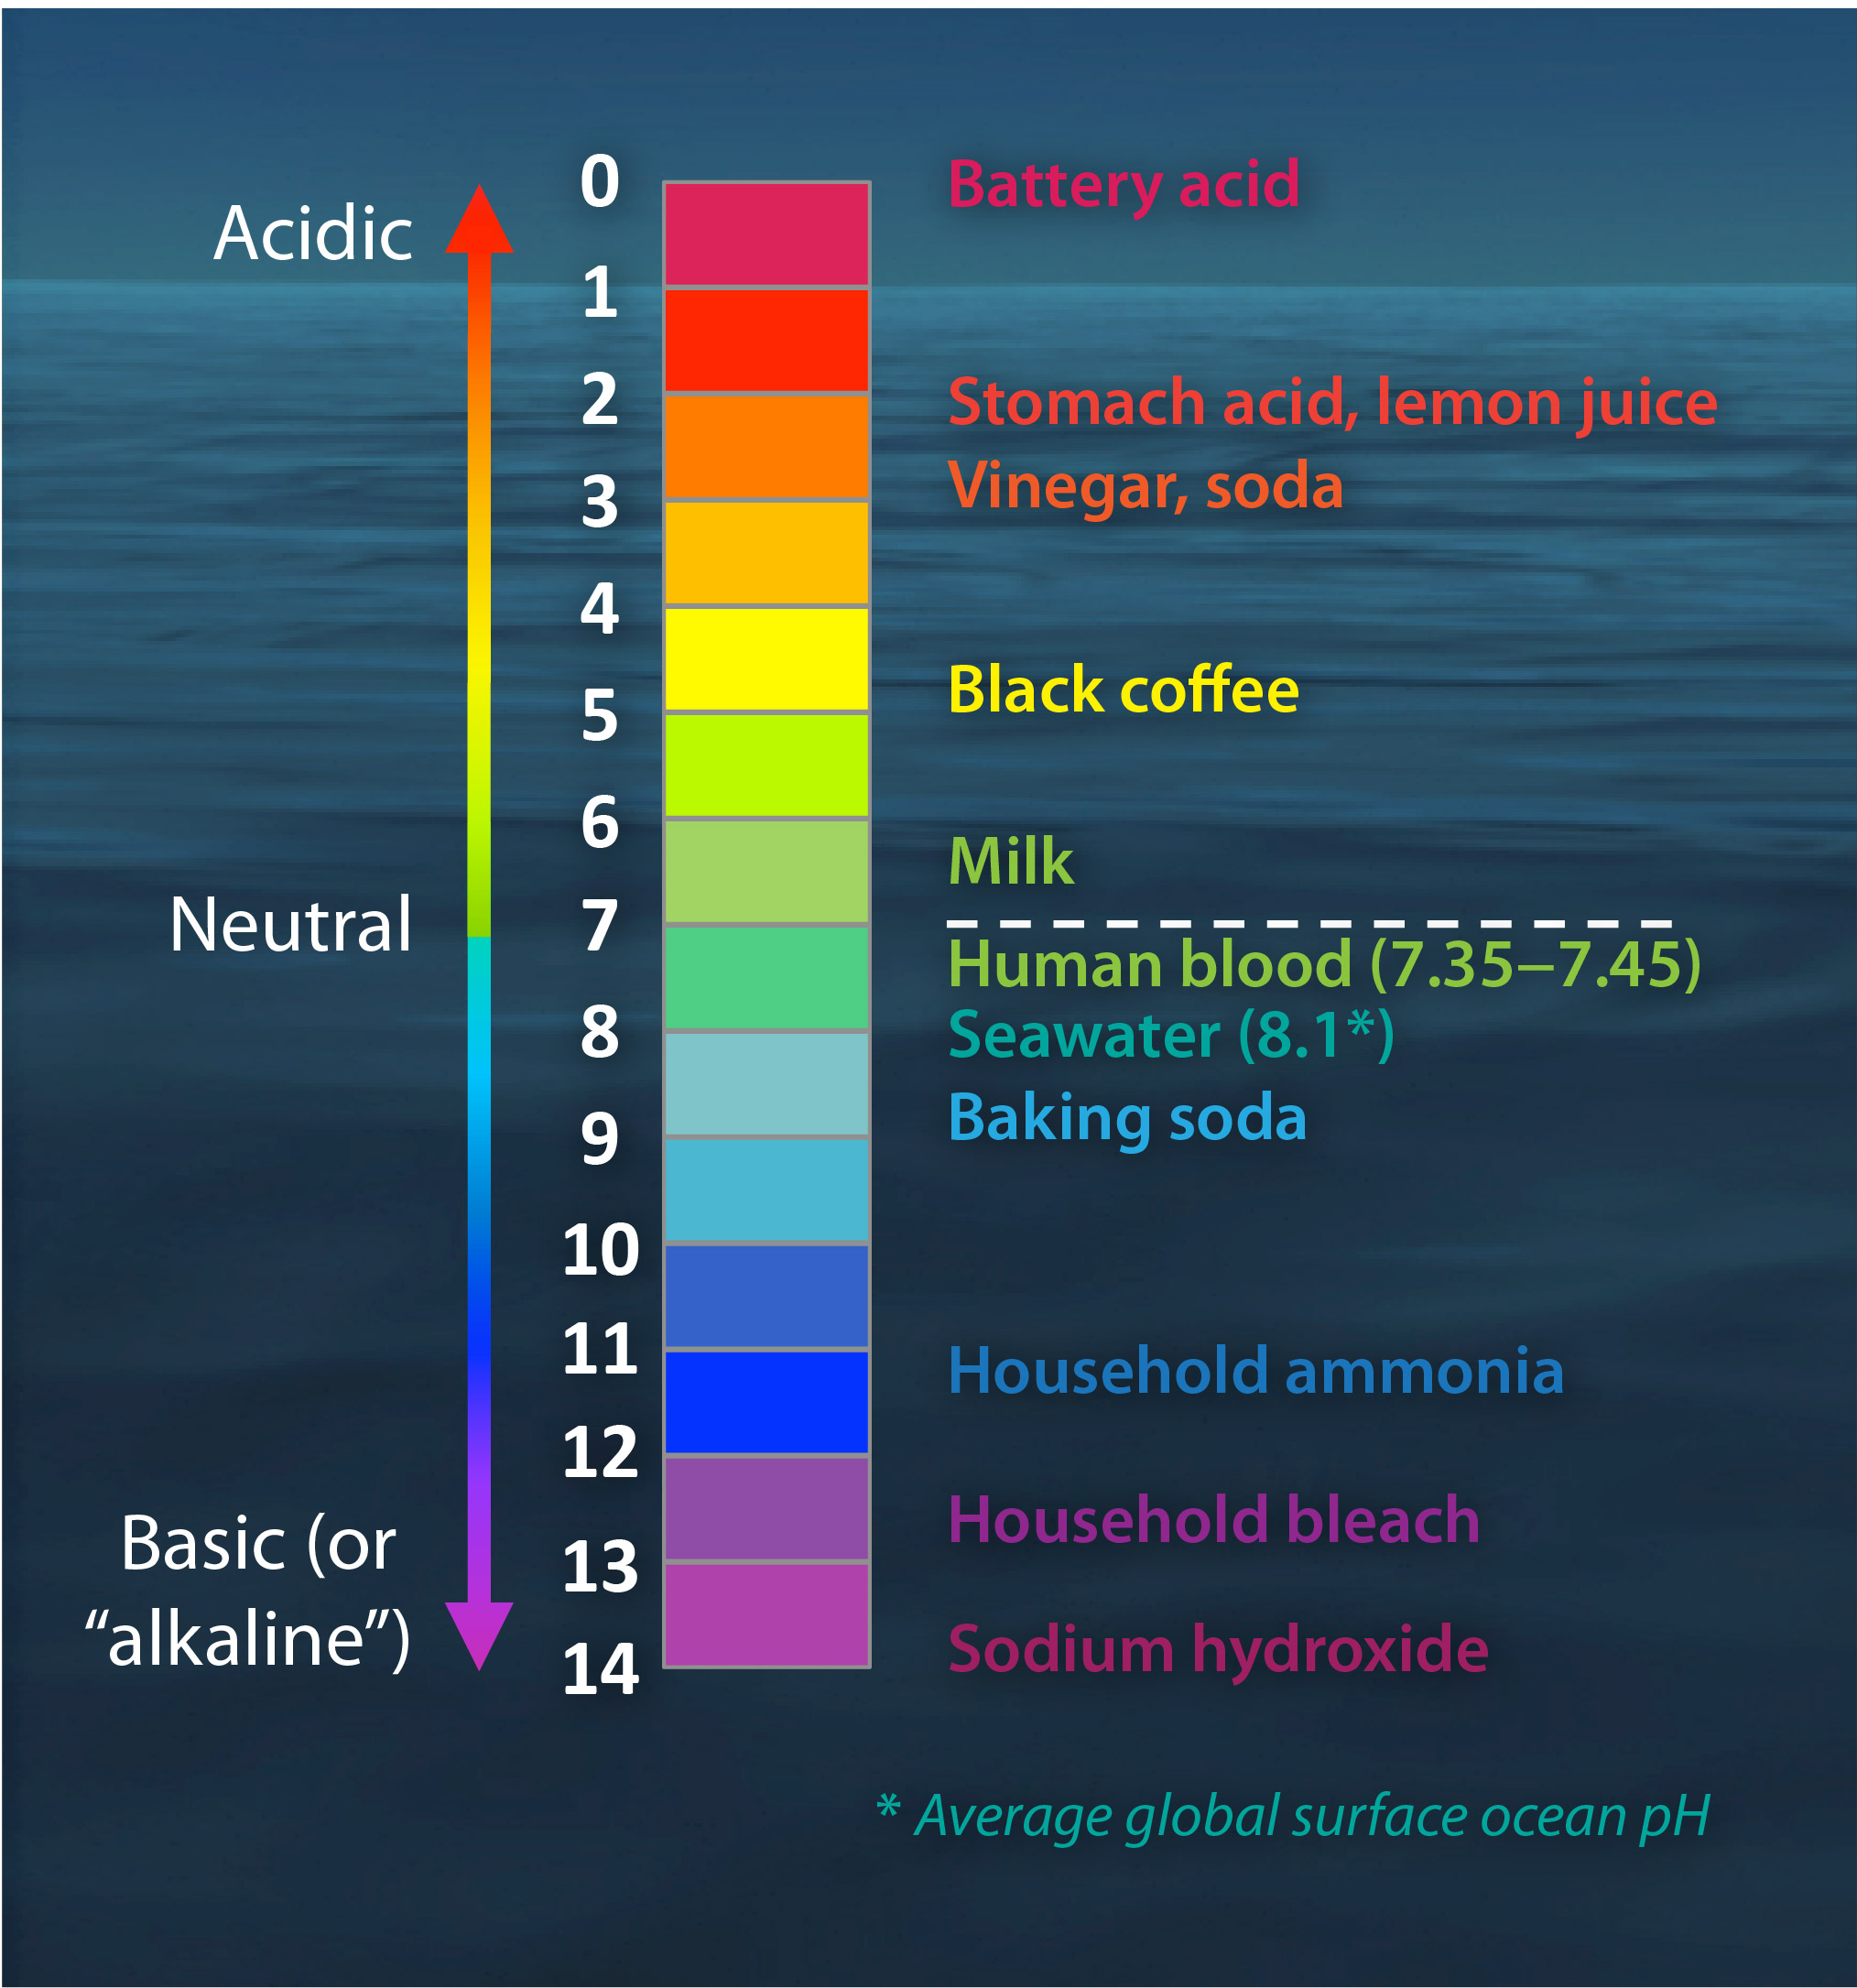 0
Battery acid
Acidic
1
2
Stomach acid, lemon juice
Vinegar, soda
3
4
Black coffee
5
6
Milk
Neutral
7
Human blood (7.35–7.45)
8
Seawater (8.1*)
Baking soda
9
10
11
Household ammonia
12
Household bleach
Basic (or
“alkaline”)
13
14
Sodium hydroxide
* Average global surface ocean pH